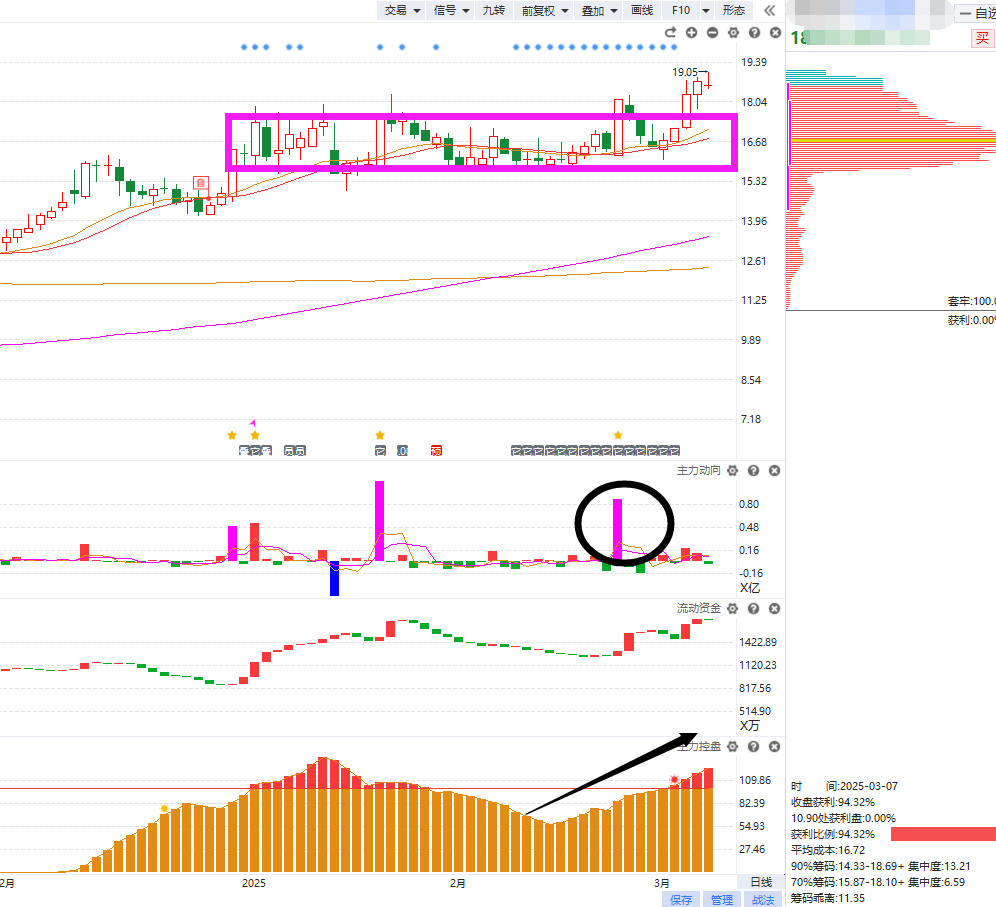 交易 信号 九转 前复权 叠加 画线 F10 形态
自选
买
19.39
19.05
18.04
16.68
15.32
13.96
12.61
11.25
9.89
8.54
7.18
套牢:100.0
获利:0.00%
主力动向
0.80
0.48
0.16
-0.16
X亿
流动资金
1422.89
1120.23
817.56
514.90
X万
主力控盘
109.86
82.39
54.93
27.46
2月 2025 2月 3月 日线
保存 管理 战法
时 间:2025-03-07
收盘获利:94.32%
10.90处获利盘:0.00%
获利比例:94.32%
平均成本:16.72
90%筹码:14.33-18.69+ 集中度:13.21
70%筹码:15.87-18.10+ 集中度:6.59
筹码乖离:11.35